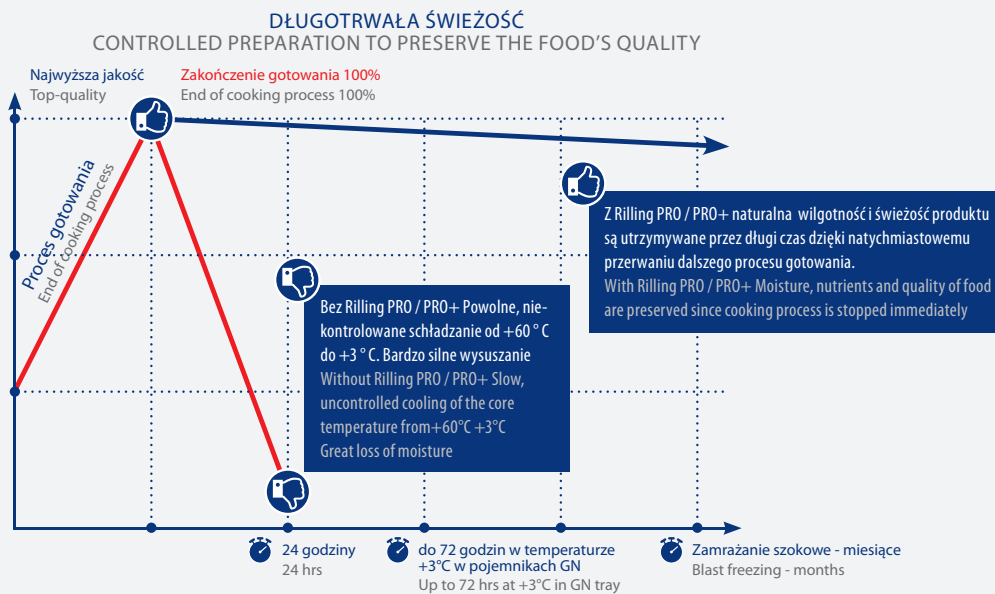 DŁUGOTRWAŁA ŚWIEŻOŚĆ
CONTROLLED PREPARATION TO PRESERVE THE FOOD'S QUALITY
Najwyższa jakość
Top-quality
Zakończenie gotowania 100%
End of cooking process 100%
Proces gotowania
End of cooking process
Z Rilling PRO / PRO+ naturalna wilgotność i świeżość produktu
są utrzymywane przez długi czas dzięki natychmiastowemu
przerwaniu dalszego procesu gotowania.
With Rilling PRO / PRO+ Moisture, nutrients and quality of food
are preserved since cooking process is stopped immediately
Bez Rilling PRO / PRO+ Powolne, nie-
kontrolowane schładzanie od +60 ° C
do +3 ° C. Bardzo silne wysuszanie
Without Rilling PRO / PRO+ Slow,
uncontrolled cooling of the core
temperature from+60°C +3°C
Great loss of moisture
24 godziny
24 hrs
do 72 godzin w temperaturze
+3°C w pojemnikach GN
Up to 72 hrs at +3°C in GN tray
Zamrażanie szokowe - miesiące
Blast freezing - months